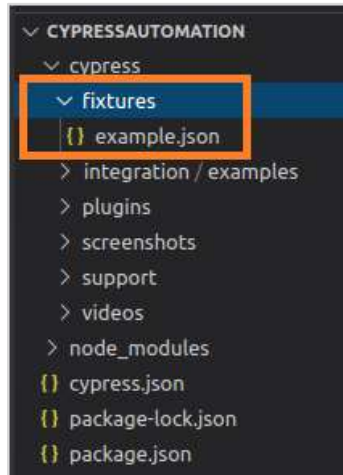 CYPRESSAUTOMATION
cypress
fixtures
{} example.json
integration / examples
plugins
screenshots
support
videos
node_modules
{} cypress.json
{} package-lock.json
{} package.json